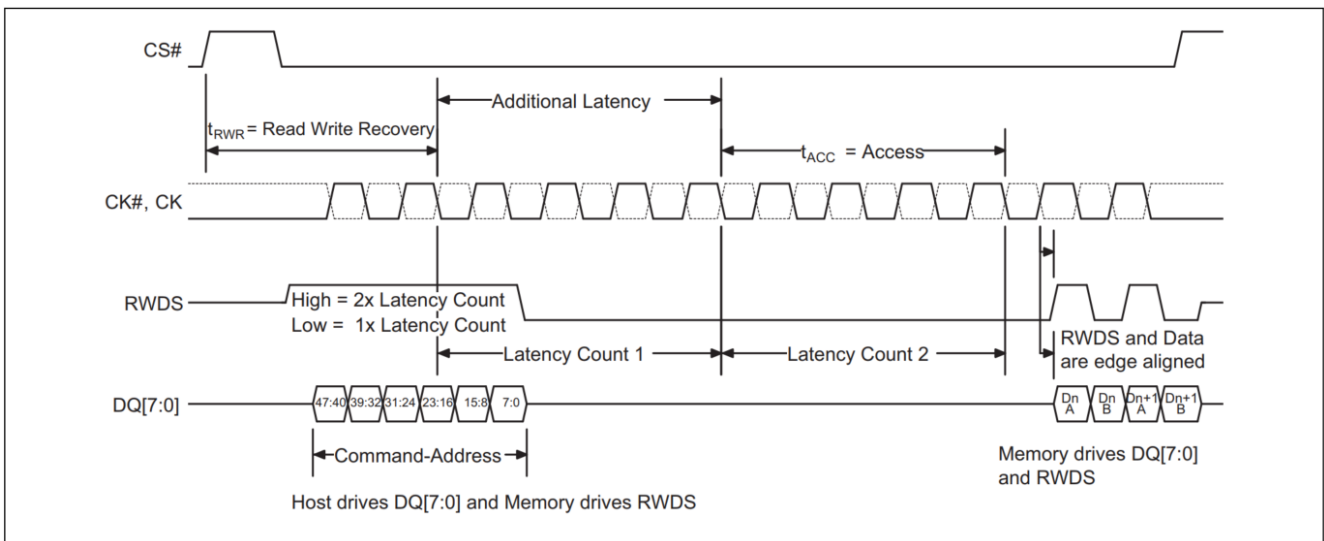 CS#
Additional Latency
tRWR = Read Write Recovery
tACC = Access
CK#, CK
RWDS
High = 2x Latency Count
Low = 1x Latency Count
Latency Count 1
Latency Count 2
RWDS and Data
are edge aligned
DQ[7:0]
47:40 39:32 31:24 23:16 15:8 7:0
Dn Dn Dn+1 Dn+1
A B A B
Command-Address
Memory drives DQ[7:0]
and RWDS
Host drives DQ[7:0] and Memory drives RWDS